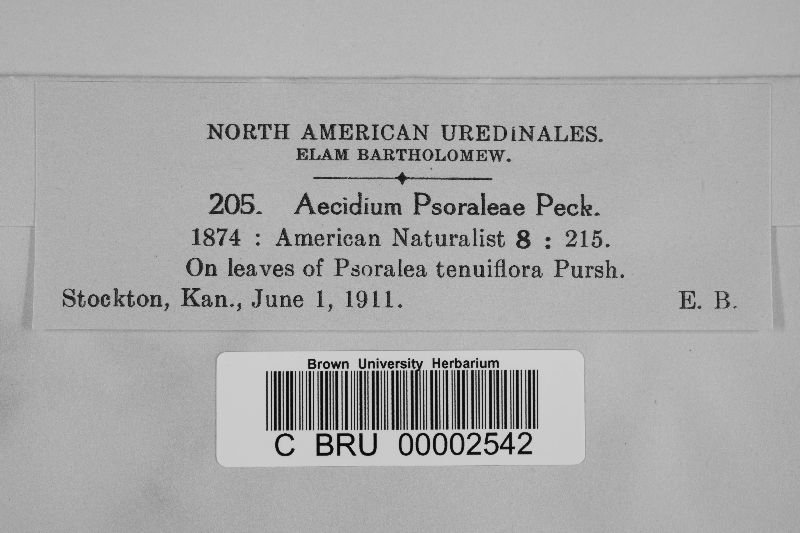 NORTH AMERICAN UREDINALES.
ELAM BARTHOLOMEW.
205. Aecidium Psoraleae Peck.
1874 : American Naturalist 8 : 215.
On leaves of Psoralea tenuiflora Pursh.
Stockton, Kan., June 1, 1911. E. B.
Brown University Herbarium
C BRU 00002542